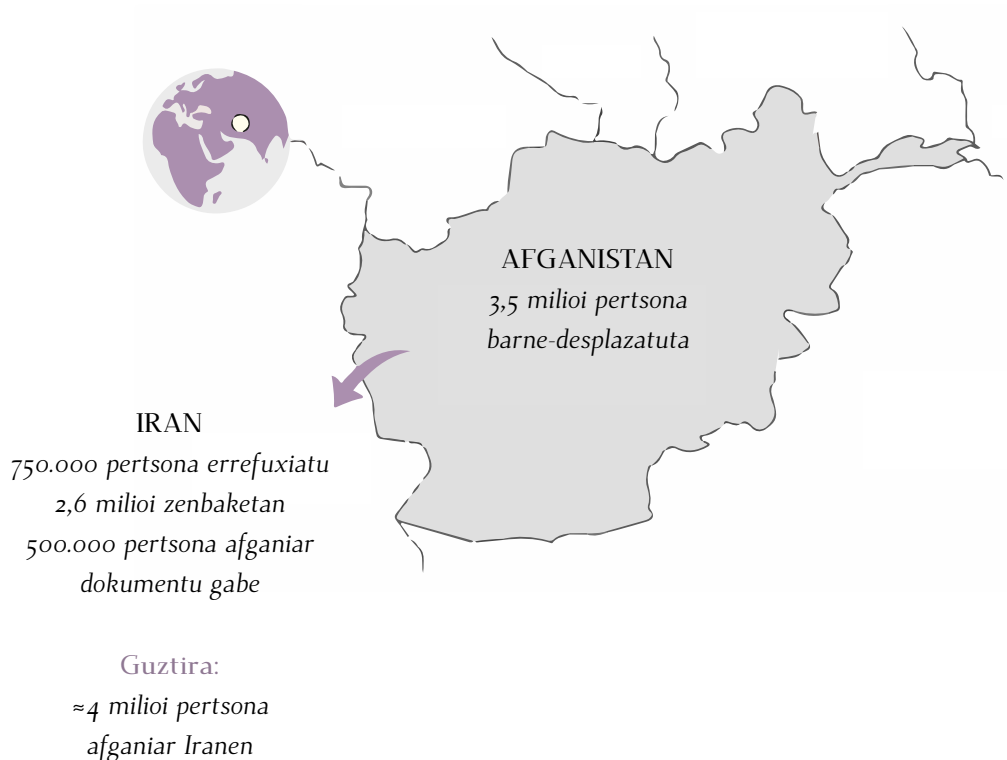 AFGANISTAN
3,5 milioi pertsona
barne-desplazatuta
IRAN
750.000 pertsona errefuxiatu
2,6 milioi zenbaketan
500.000 pertsona afganiar
dokumentu gabe
Guztira:
≈4 milioi pertsona
afganiar Iranen